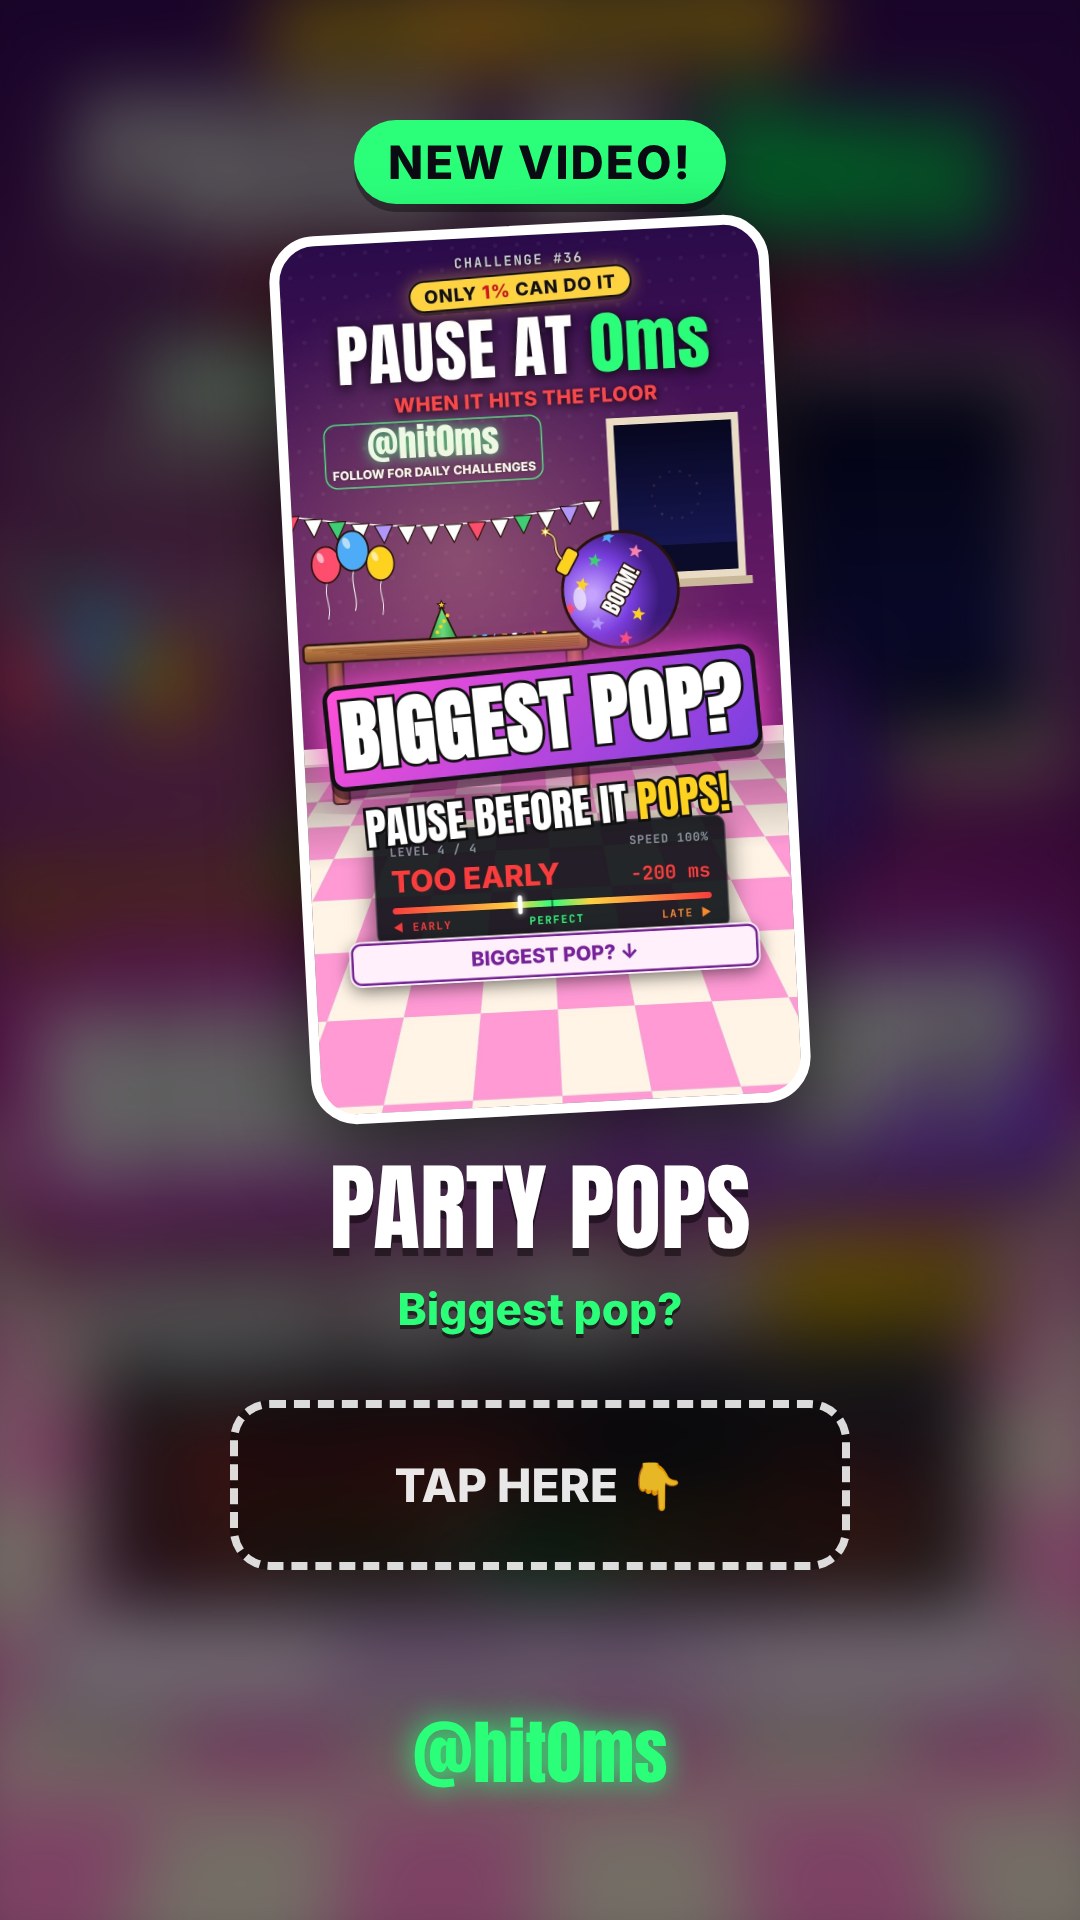 NEW VIDEO!
CHALLENGE #36
ONLY 1% CAN DO IT
PAUSE AT 0ms
WHEN IT HITS THE FLOOR
@hit0ms
FOLLOW FOR DAILY CHALLENGES
BOOM!
BIGGEST POP?
PAUSE BEFORE IT POPS!
LEVEL 4 / 4
SPEED 100%
TOO EARLY
-200 ms
◀ EARLY
PERFECT
LATE ▶
BIGGEST POP? ↓
PARTY POPS
Biggest pop?
TAP HERE 👇
@hit0ms